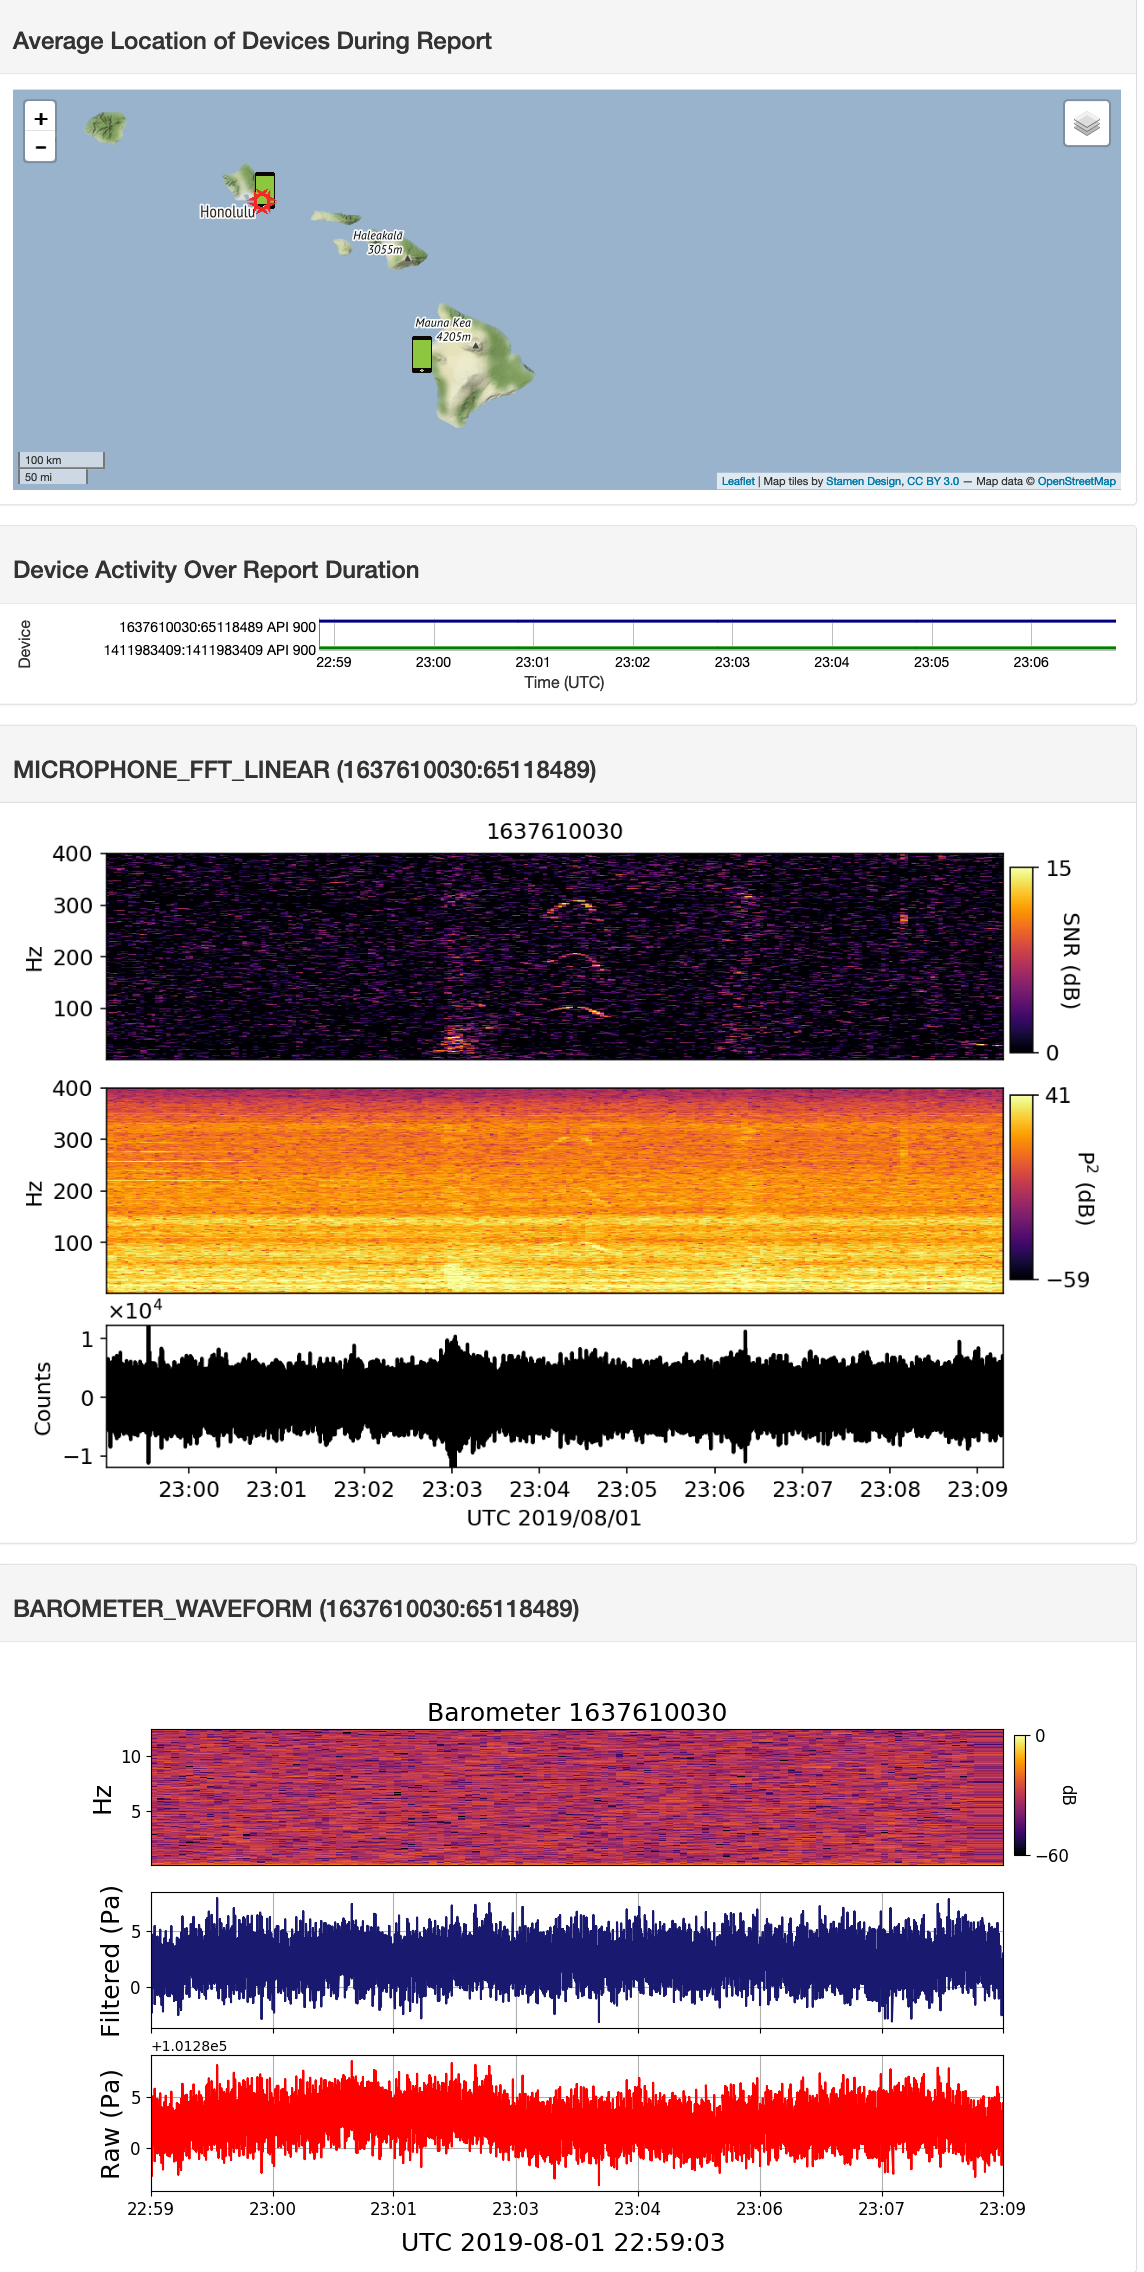 Average Location of Devices During Report
+
−
Honolulu
Haleakalā
3055m
Mauna Kea
4205m
100 km
50 mi
Leaflet | Map tiles by Stamen Design, CC BY 3.0 — Map data © OpenStreetMap
Device Activity Over Report Duration
Device
1637610030:65118489 API 900
1411983409:1411983409 API 900
22:59 23:00 23:01 23:02 23:03 23:04 23:05 23:06
Time (UTC)
MICROPHONE_FFT_LINEAR (1637610030:65118489)
1637610030
400
300
200
100
Hz
15
0
SNR (dB)
400
300
200
100
Hz
41
−59
P² (dB)
×10⁴
1
0
−1
Counts
23:00 23:01 23:02 23:03 23:04 23:05 23:06 23:07 23:08 23:09
UTC 2019/08/01
BAROMETER_WAVEFORM (1637610030:65118489)
Barometer 1637610030
10
5
Hz
0
−60
dB
5
0
Filtered (Pa)
+1.0128e5
5
0
Raw (Pa)
22:59 23:00 23:01 23:03 23:04 23:06 23:07 23:09
UTC 2019-08-01 22:59:03